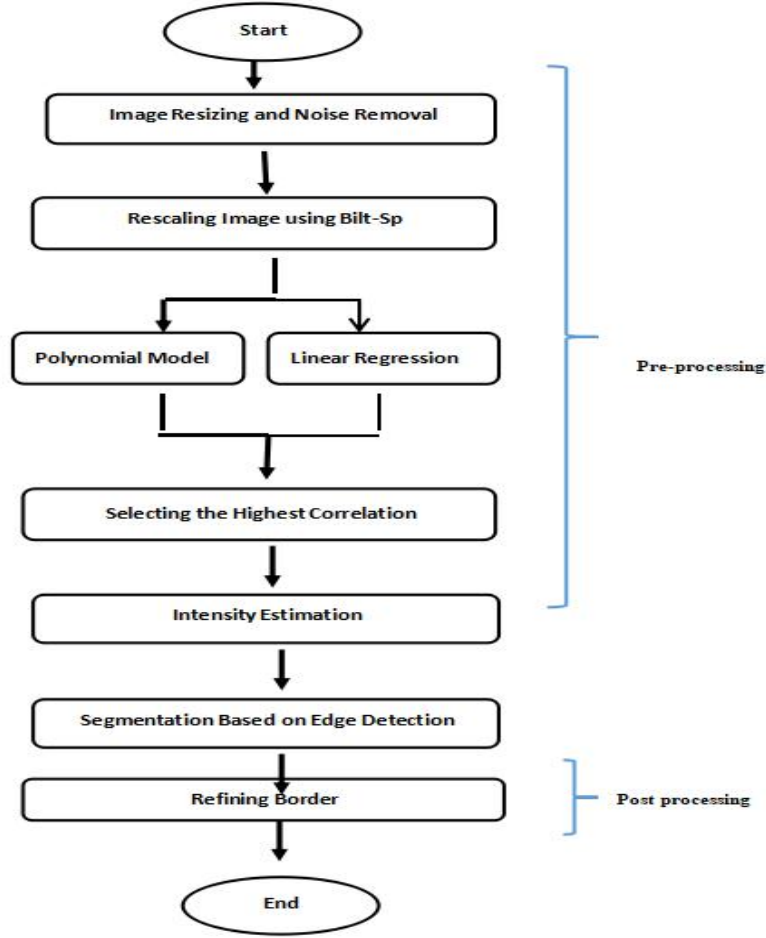 Start
Image Resizing and Noise Removal
Rescaling Image using Bilt-Sp
Polynomial Model
Linear Regression
Pre-processing
Selecting the Highest Correlation
Intensity Estimation
Segmentation Based on Edge Detection
Refining Border
Post processing
End